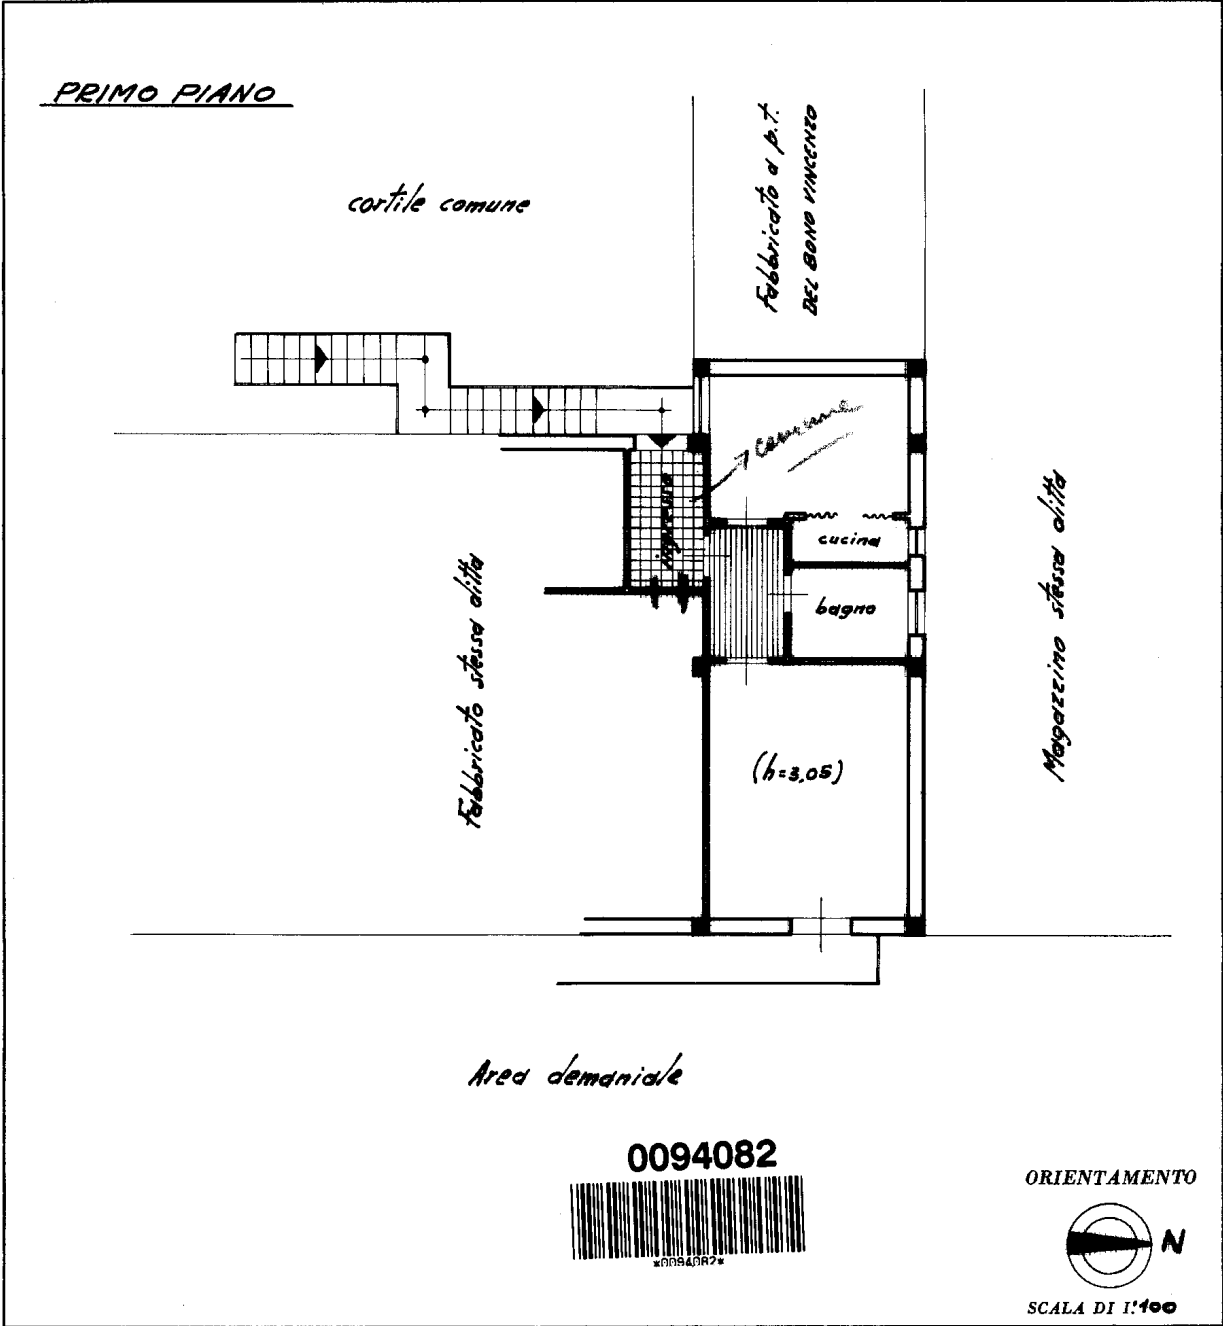 PRIMO PIANO
cortile comune
Fabbricato a p.t.
DEL BONO VINCENZO
comune
ingresso
cucina
bagno
Fabbricato stessa ditta
Magazzino stessa ditta
(h=3,05)
Area demaniale
0094082
*0094082*
ORIENTAMENTO
N
SCALA DI 1:100